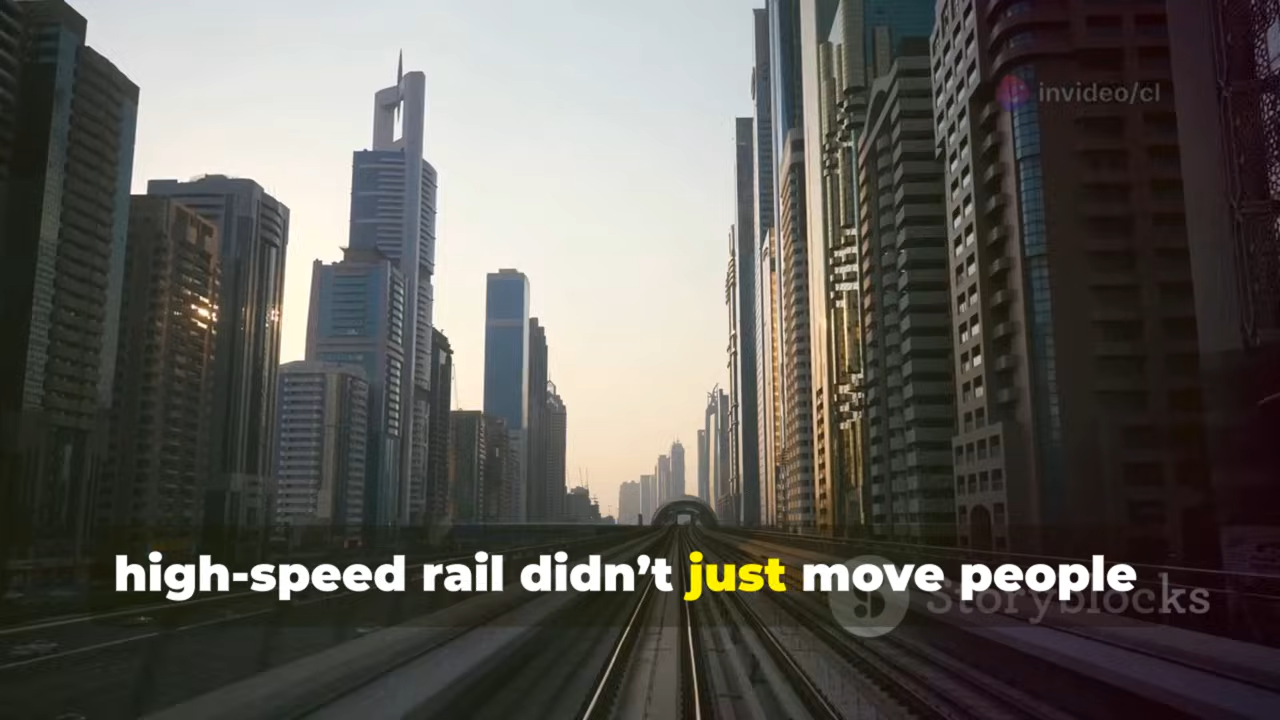 invideo/cl
high-speed rail didn’t just move people
Storyblocks